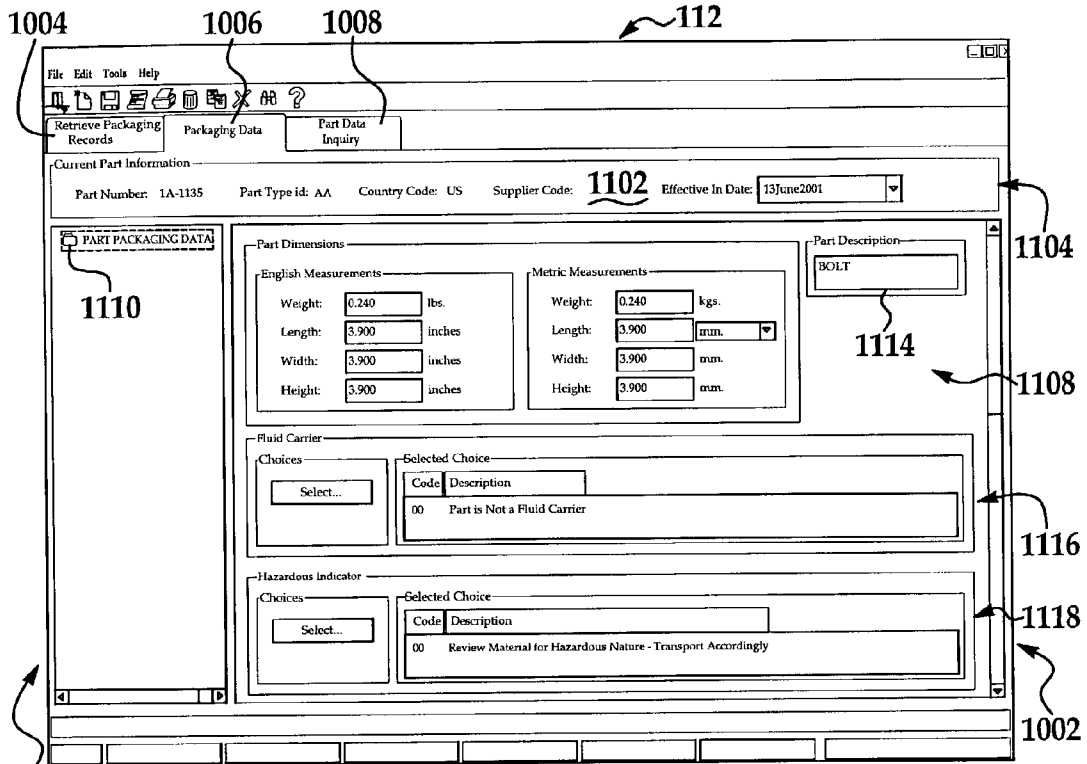 112
1004
1006
1008
File Edit Tools Help
?
Retrieve Packaging Records
Packaging Data
Part Data Inquiry
Current Part Information
Part Number: 1A-1135 Part Type id: AA Country Code: US Supplier Code: 1102 Effective In Date: 13June2001
1104
PART PACKAGING DATA
1110
Part Dimensions
English Measurements
Weight: 0.240 lbs.
Length: 3.900 inches
Width: 3.900 inches
Height: 3.900 inches
Metric Measurements
Weight: 0.240 kgs.
Length: 3.900 mm.
Width: 3.900 mm.
Height: 3.900 mm.
Part Description
BOLT
1114
1108
Fluid Carrier
Choices
Select...
Selected Choice
Code Description
00 Part is Not a Fluid Carrier
1116
Hazardous Indicator
Choices
Select...
Selected Choice
Code Description
00 Review Material for Hazardous Nature - Transport Accordingly
1118
1002